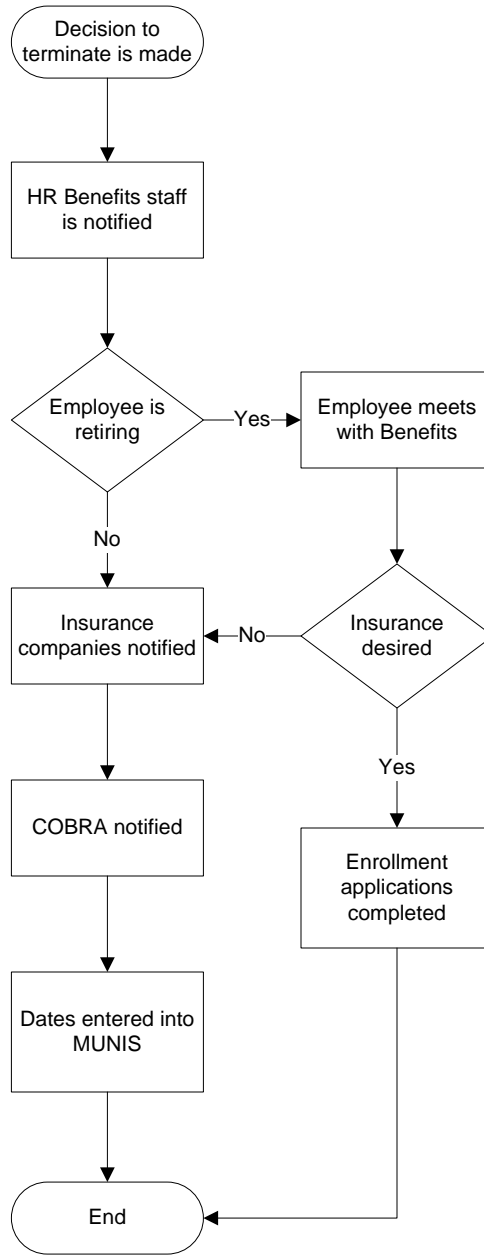 Decision to
terminate is made
HR Benefits staff
is notified
Employee is
retiring
Yes
Employee meets
with Benefits
No
Insurance
companies notified
No
Insurance
desired
Yes
COBRA notified
Enrollment
applications
completed
Dates entered into
MUNIS
End